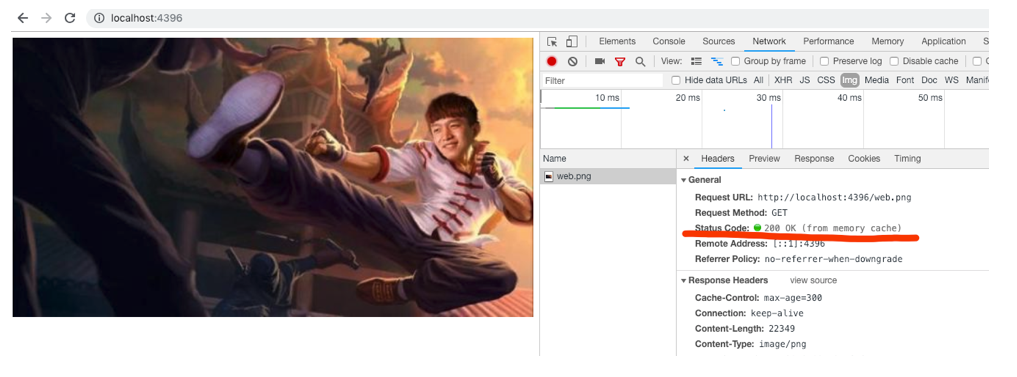 localhost:4396
Elements Console Sources Network Performance Memory Application S
View: Group by frame Preserve log Disable cache
Filter Hide data URLs All XHR JS CSS Img Media Font Doc WS Manif
10 ms 20 ms 30 ms 40 ms 50 ms
Name × Headers Preview Response Cookies Timing
web.png
General
Request URL: http://localhost:4396/web.png
Request Method: GET
Status Code: 200 OK (from memory cache)
Remote Address: [::1]:4396
Referrer Policy: no-referrer-when-downgrade
Response Headers view source
Cache-Control: max-age=300
Connection: keep-alive
Content-Length: 22349
Content-Type: image/png